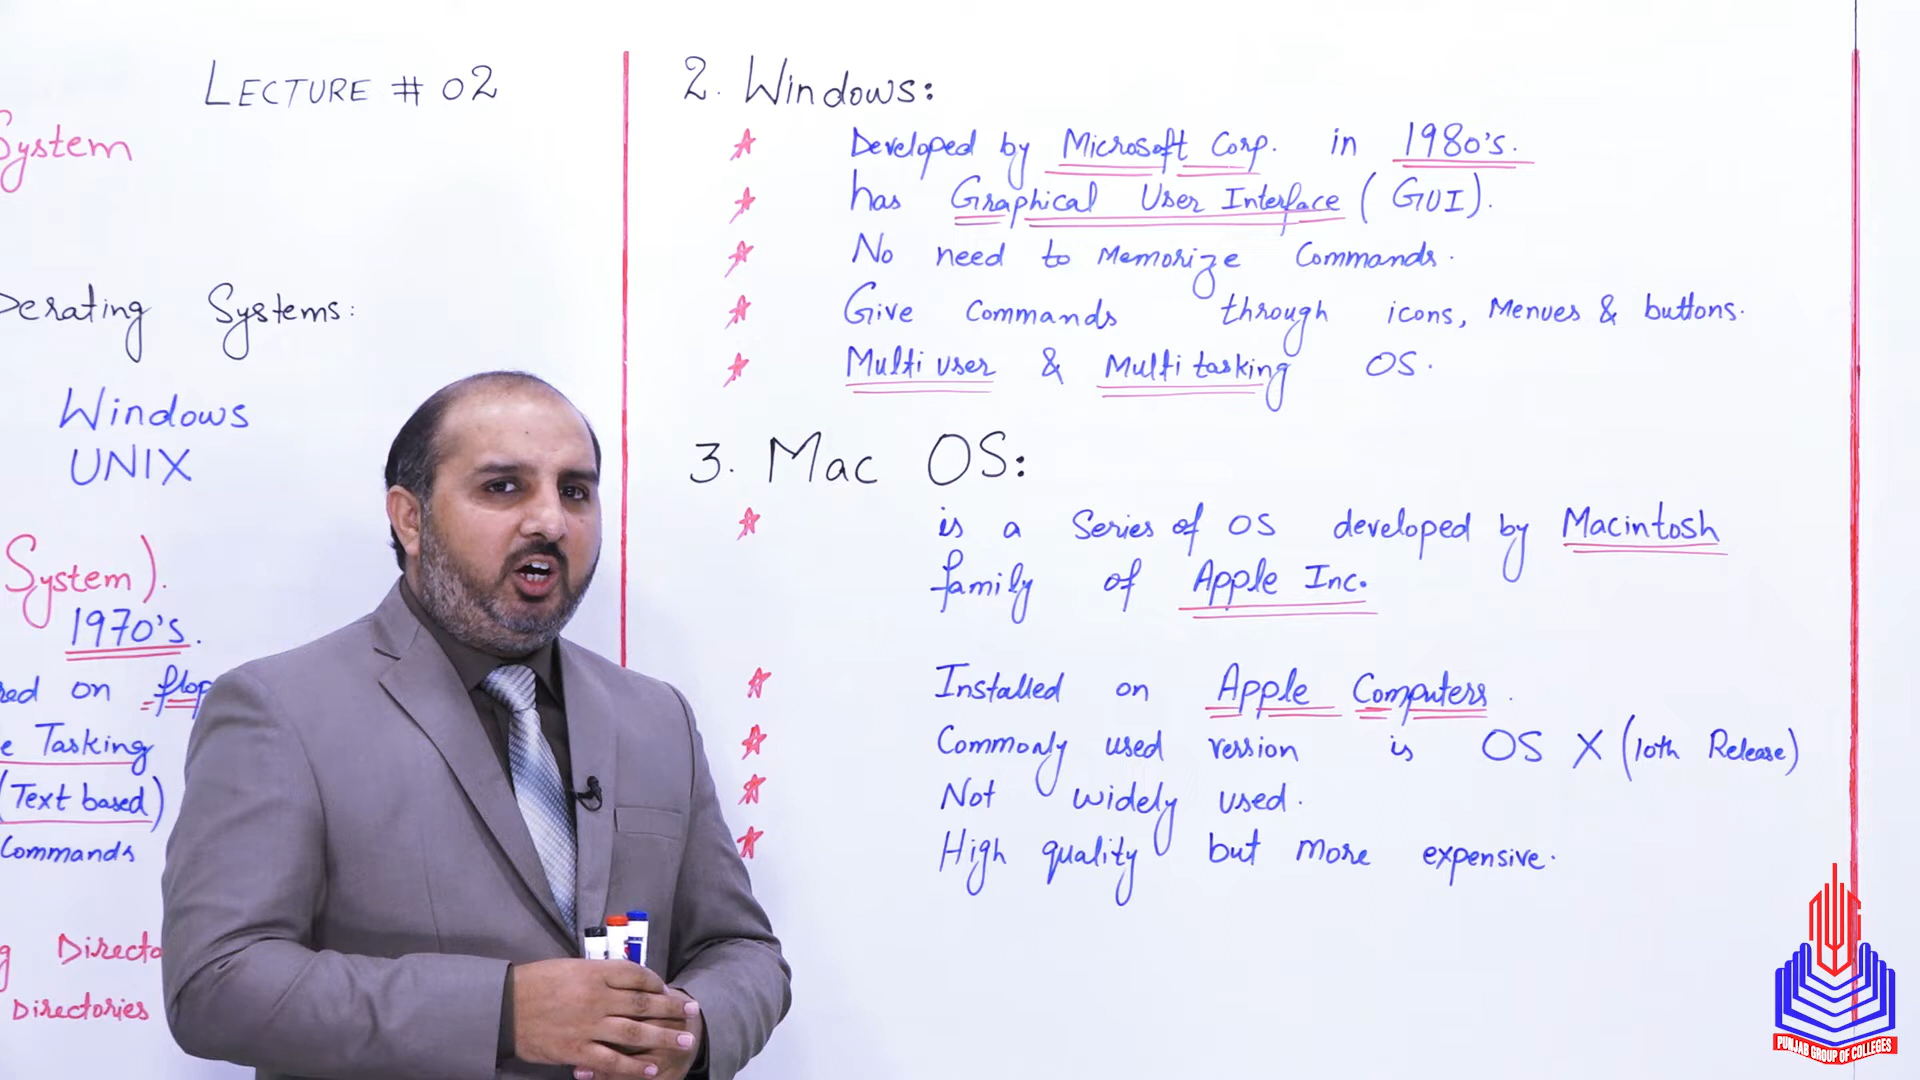 LECTURE # 02
System
Systems:
Windows
UNIX
System).
1970's.
on
Tasking
(Text based)
Commands
Directories
2. Windows:
Developed by Microsoft Corp. in 1980's.
has Graphical User Interface (GUI).
No need to Memorize Commands.
Give Commands through icons, Menues & buttons.
Multi user & Multi tasking OS.
3. Mac OS:
is a Series of OS developed by Macintosh
family of Apple Inc.
Installed on Apple Computers.
Commonly used version is OS X (10th Release)
Not widely used.
High quality but more expensive.
PUNJAB GROUP OF COLLEGES